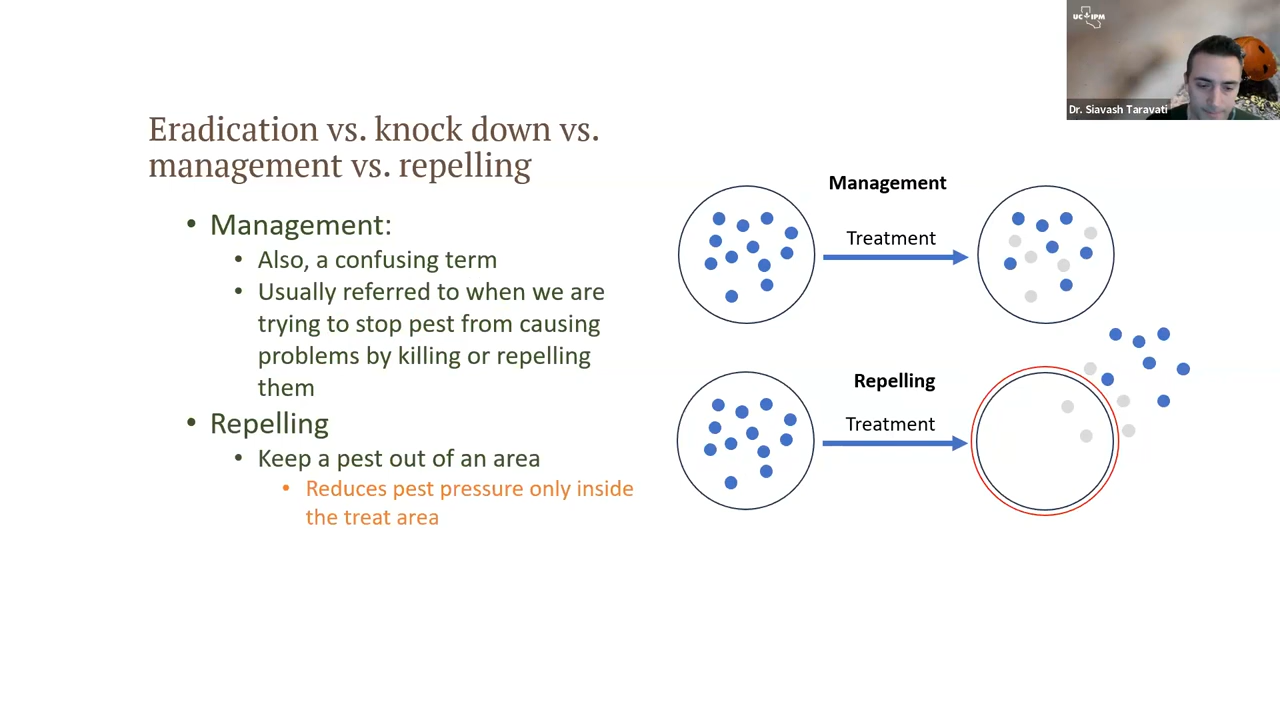 UC IPM
Dr. Siavash Taravati
Eradication vs. knock down vs.
management vs. repelling
• Management:
• Also, a confusing term
• Usually referred to when we are
trying to stop pest from causing
problems by killing or repelling
them
• Repelling
• Keep a pest out of an area
• Reduces pest pressure only inside
the treat area
Management
Treatment
Repelling
Treatment